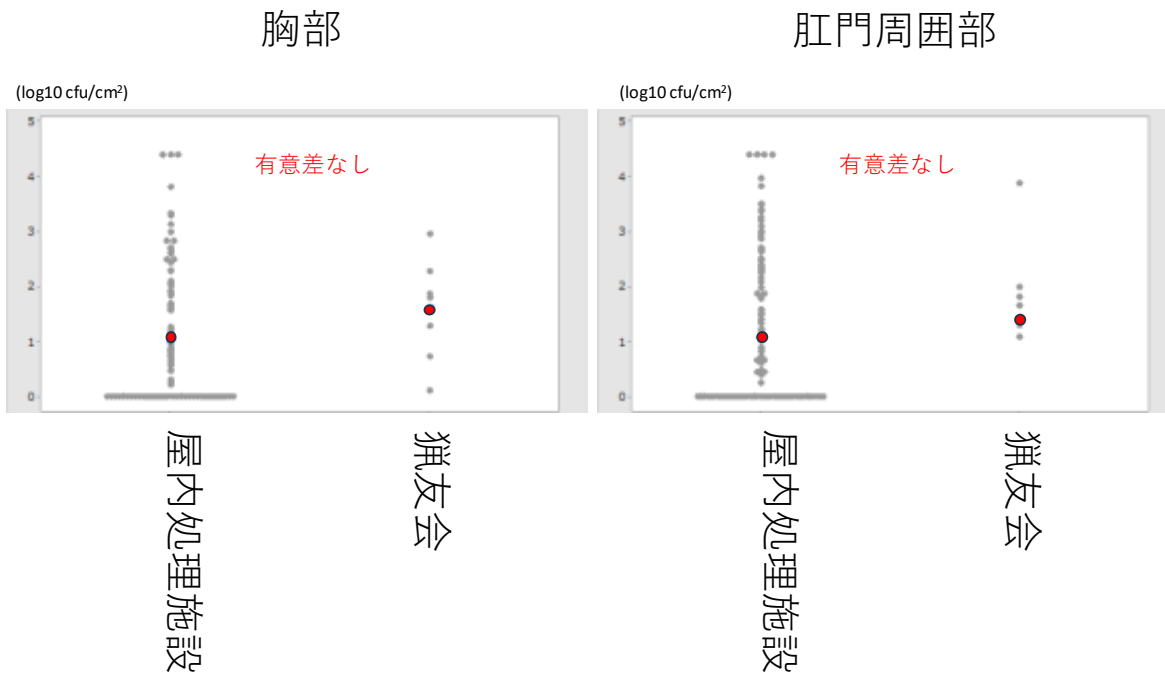 胸部
肛門周囲部
(log10 cfu/cm²)
(log10 cfu/cm²)
5
4
3
2
1
0
有意差なし
5
4
3
2
1
0
有意差なし
屋内処理施設
猟友会
屋内処理施設
猟友会